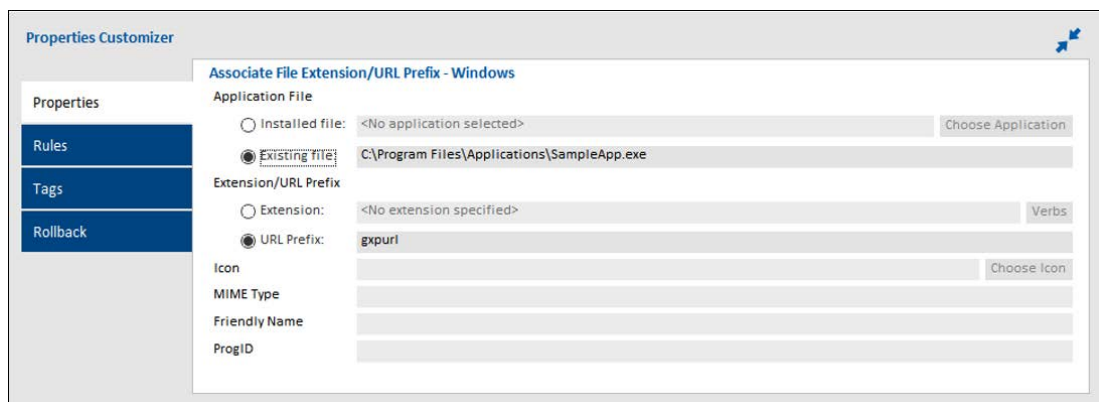 Properties Customizer
Associate File Extension/URL Prefix - Windows
Properties
Application File
Installed file: <No application selected> Choose Application
Rules
Existing file: C:\Program Files\Applications\SampleApp.exe
Tags
Extension/URL Prefix
Extension: <No extension specified> Verbs
Rollback
URL Prefix: gxpurl
Icon Choose Icon
MIME Type
Friendly Name
ProgID